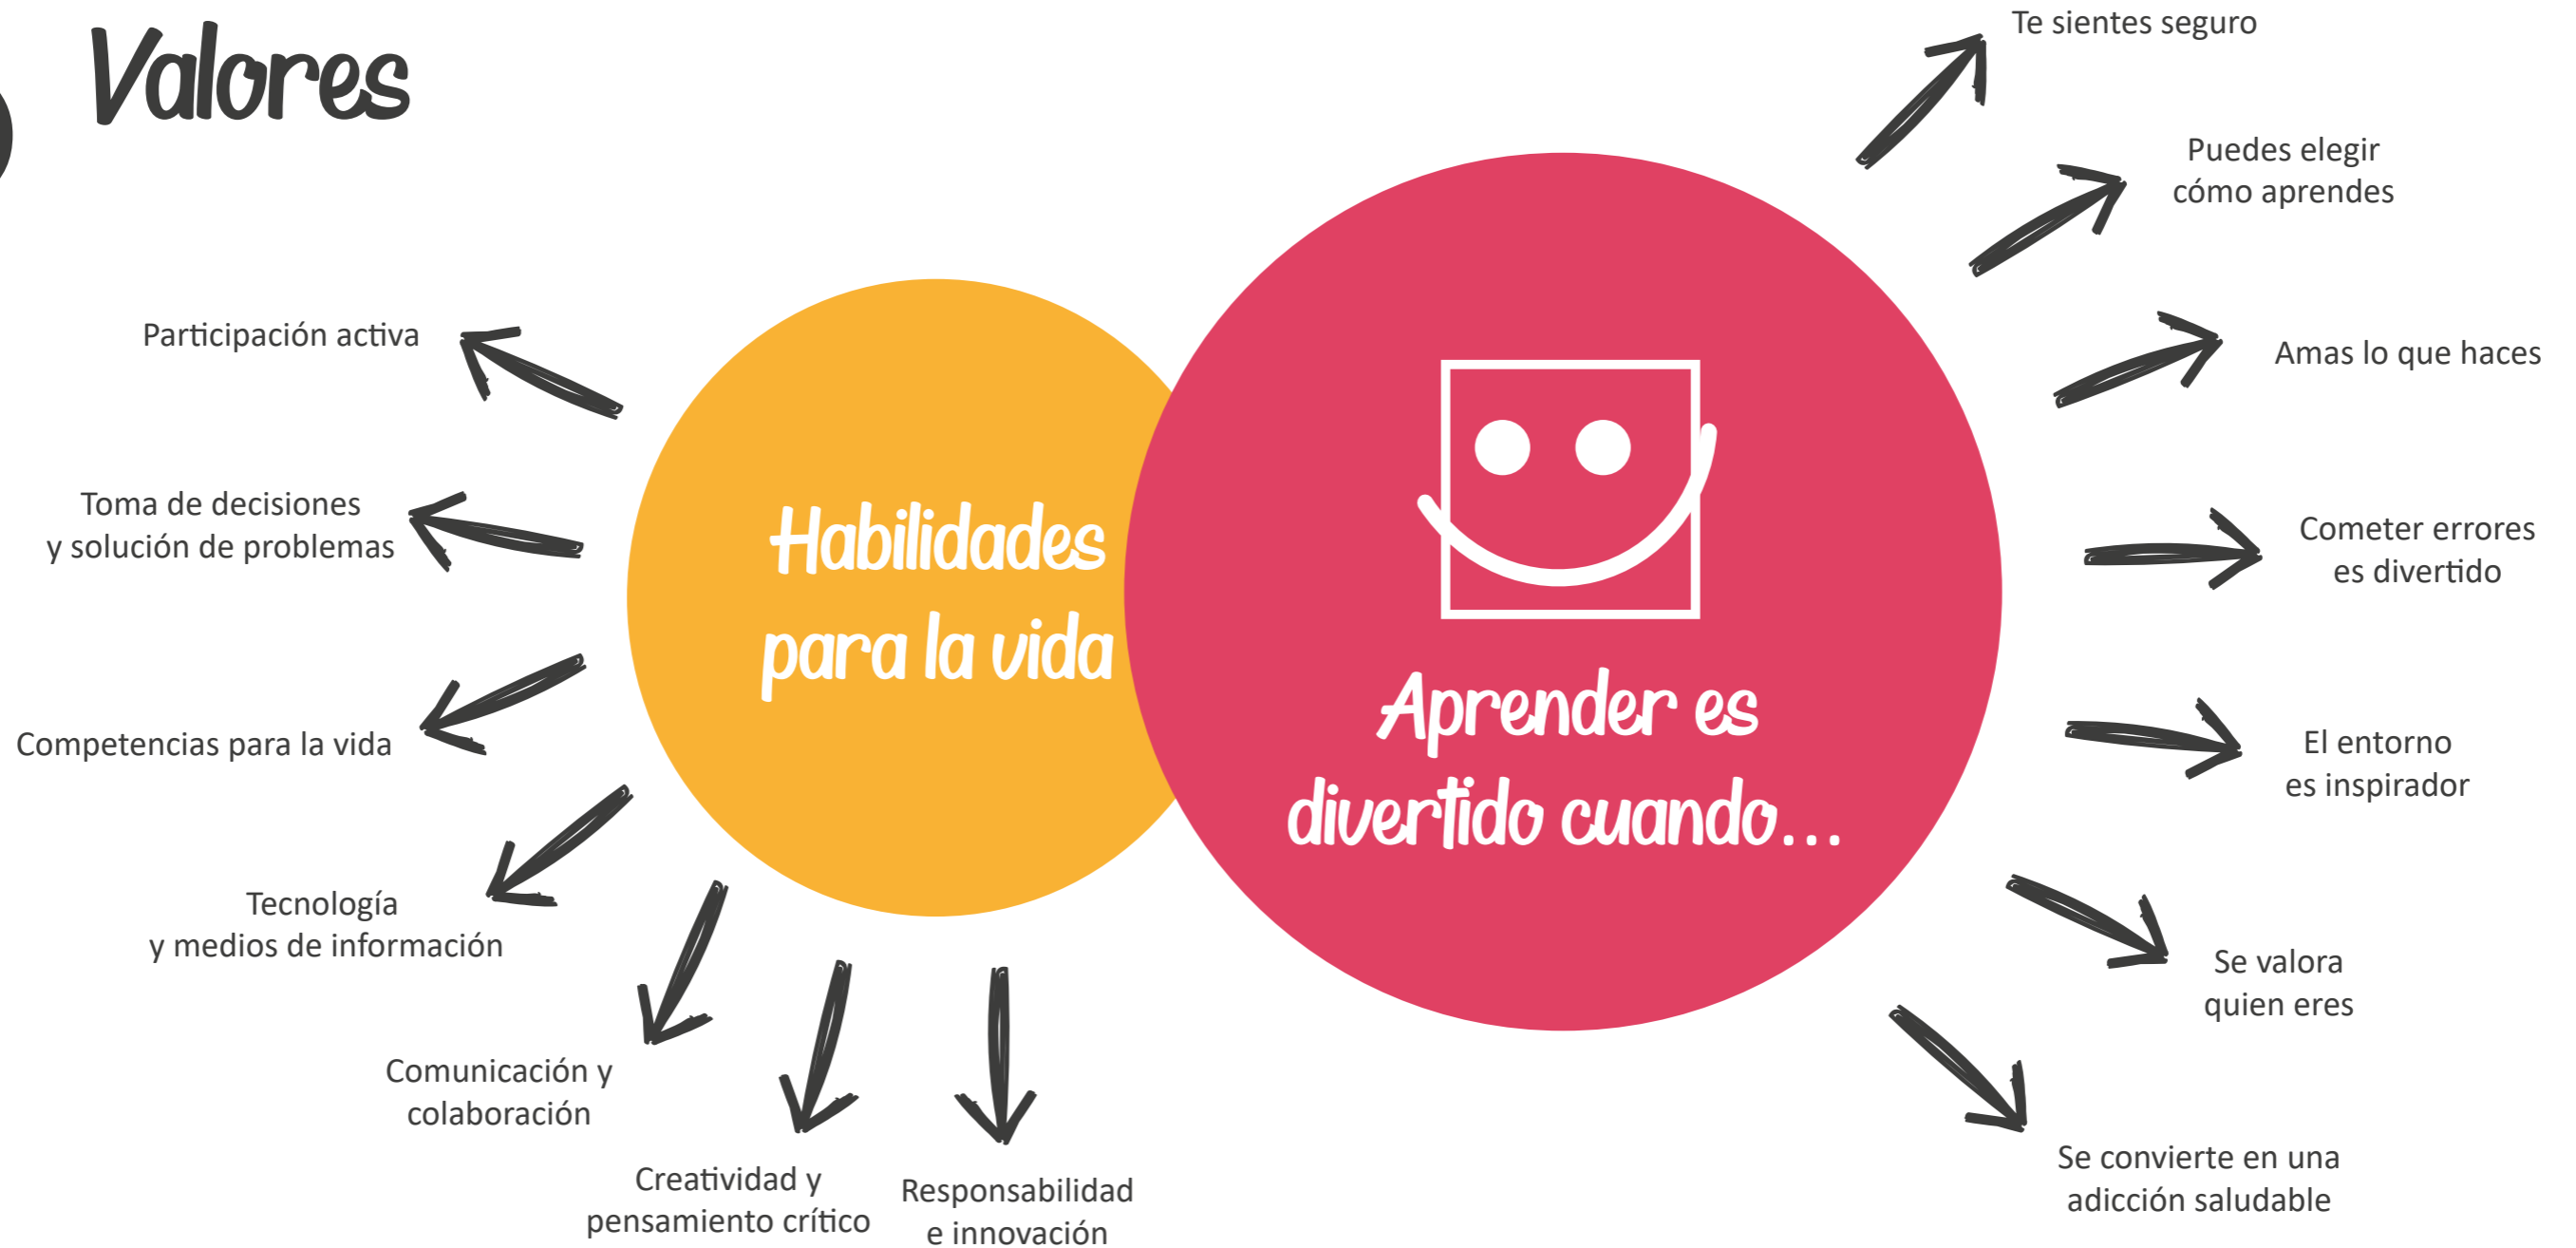 Valores
Participación activa
Toma de decisiones
y solución de problemas
Competencias para la vida
Tecnología
y medios de información
Comunicación y
colaboración
Creatividad y
pensamiento crítico
Responsabilidad
e innovación
Habilidades
para la vida
Aprender es
divertido cuando...
Te sientes seguro
Puedes elegir
cómo aprendes
Amas lo que haces
Cometer errores
es divertido
El entorno
es inspirador
Se valora
quien eres
Se convierte en una
adicción saludable